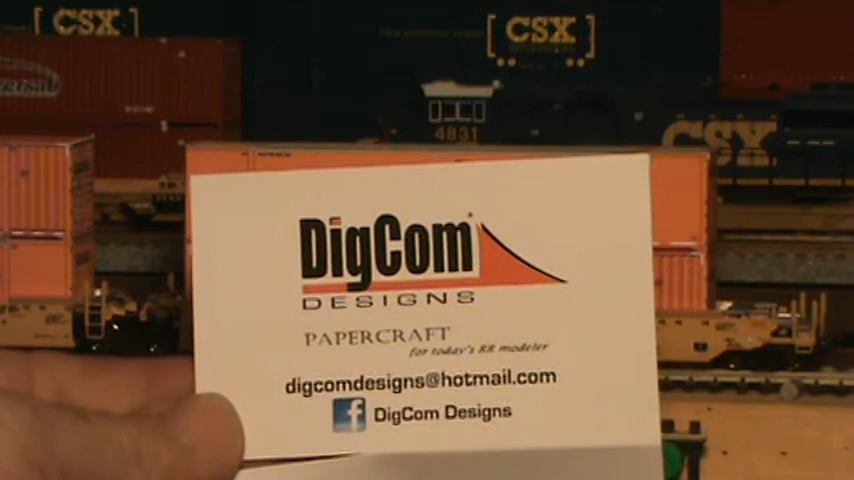 CSX
CSX
4831
CSX
DigCom
DESIGNS
PAPERCRAFT
for today's RR modeler
digcomdesigns@hotmail.com
f DigCom Designs